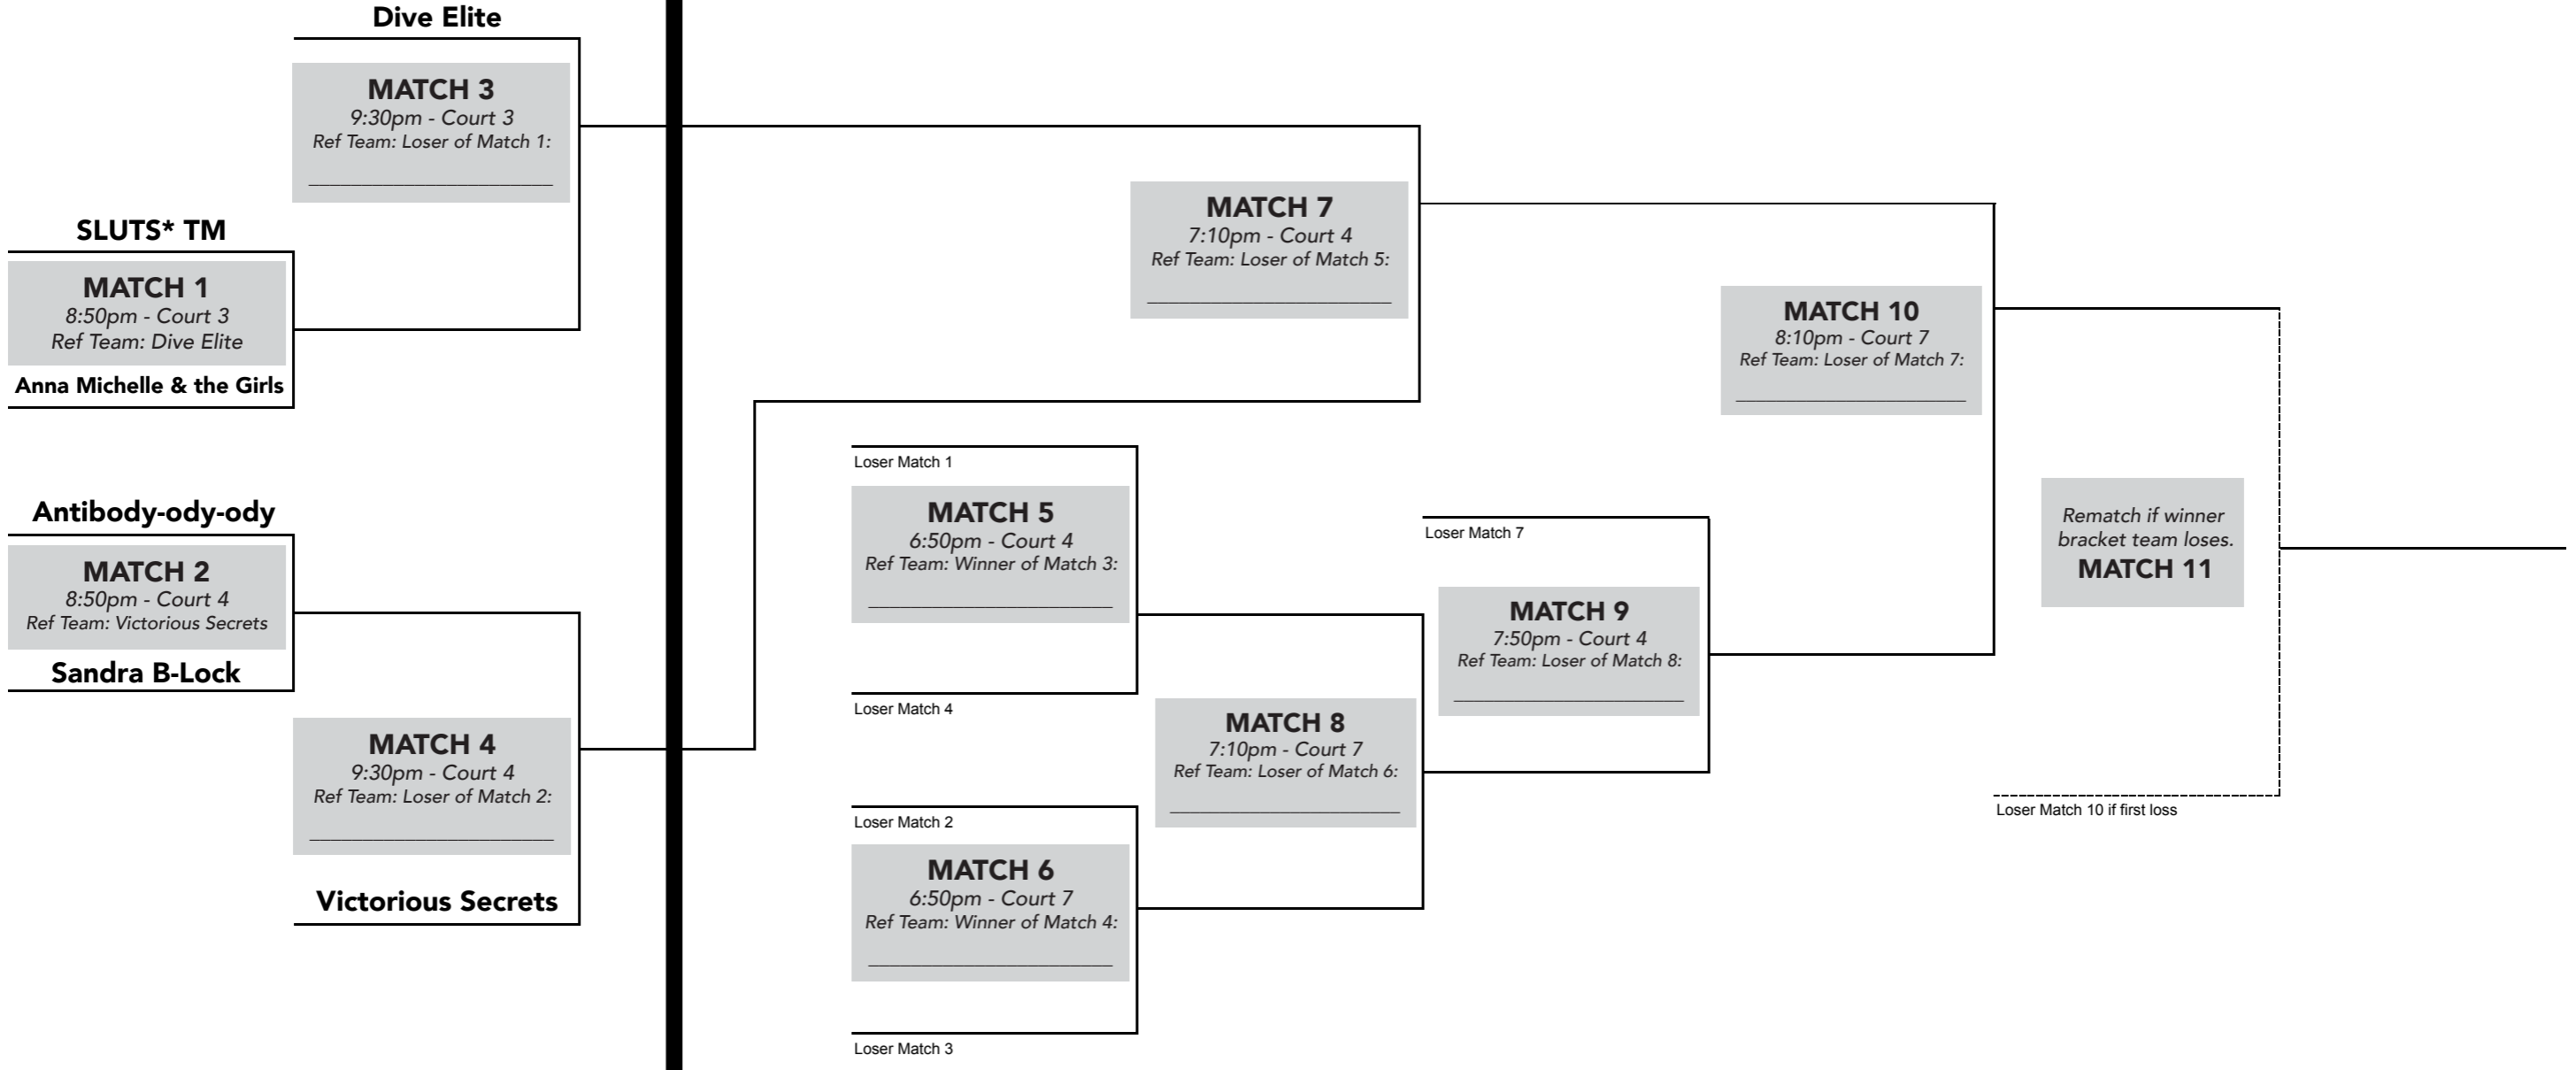 Dive Elite
MATCH 3
9:30pm - Court 3
Ref Team: Loser of Match 1:
SLUTS* TM
MATCH 1
8:50pm - Court 3
Ref Team: Dive Elite
Anna Michelle & the Girls
Antibody-ody-ody
MATCH 2
8:50pm - Court 4
Ref Team: Victorious Secrets
Sandra B-Lock
MATCH 4
9:30pm - Court 4
Ref Team: Loser of Match 2:
Victorious Secrets
MATCH 7
7:10pm - Court 4
Ref Team: Loser of Match 5:
Loser Match 1
MATCH 5
6:50pm - Court 4
Ref Team: Winner of Match 3:
Loser Match 4
Loser Match 2
MATCH 6
6:50pm - Court 7
Ref Team: Winner of Match 4:
Loser Match 3
MATCH 8
7:10pm - Court 7
Ref Team: Loser of Match 6:
Loser Match 7
MATCH 9
7:50pm - Court 4
Ref Team: Loser of Match 8:
MATCH 10
8:10pm - Court 7
Ref Team: Loser of Match 7:
Rematch if winner
bracket team loses.
MATCH 11
Loser Match 10 if first loss